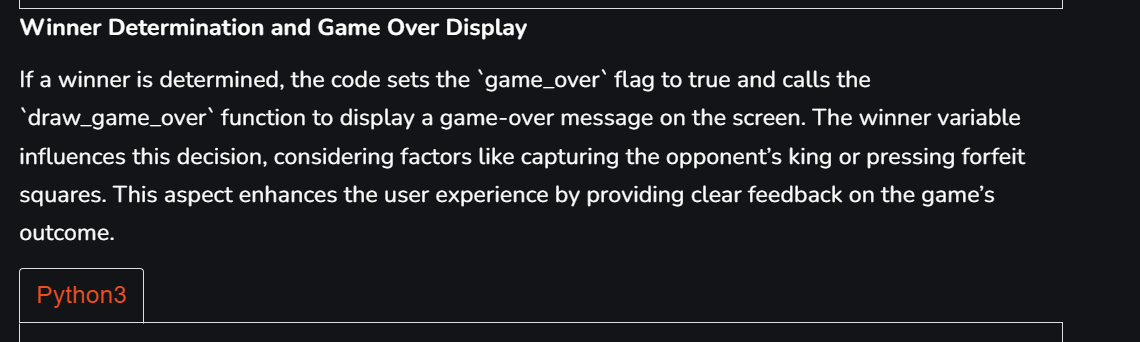 Winner Determination and Game Over Display
If a winner is determined, the code sets the `game_over` flag to true and calls the
`draw_game_over` function to display a game-over message on the screen. The winner variable
influences this decision, considering factors like capturing the opponent’s king or pressing forfeit
squares. This aspect enhances the user experience by providing clear feedback on the game’s
outcome.
Python3